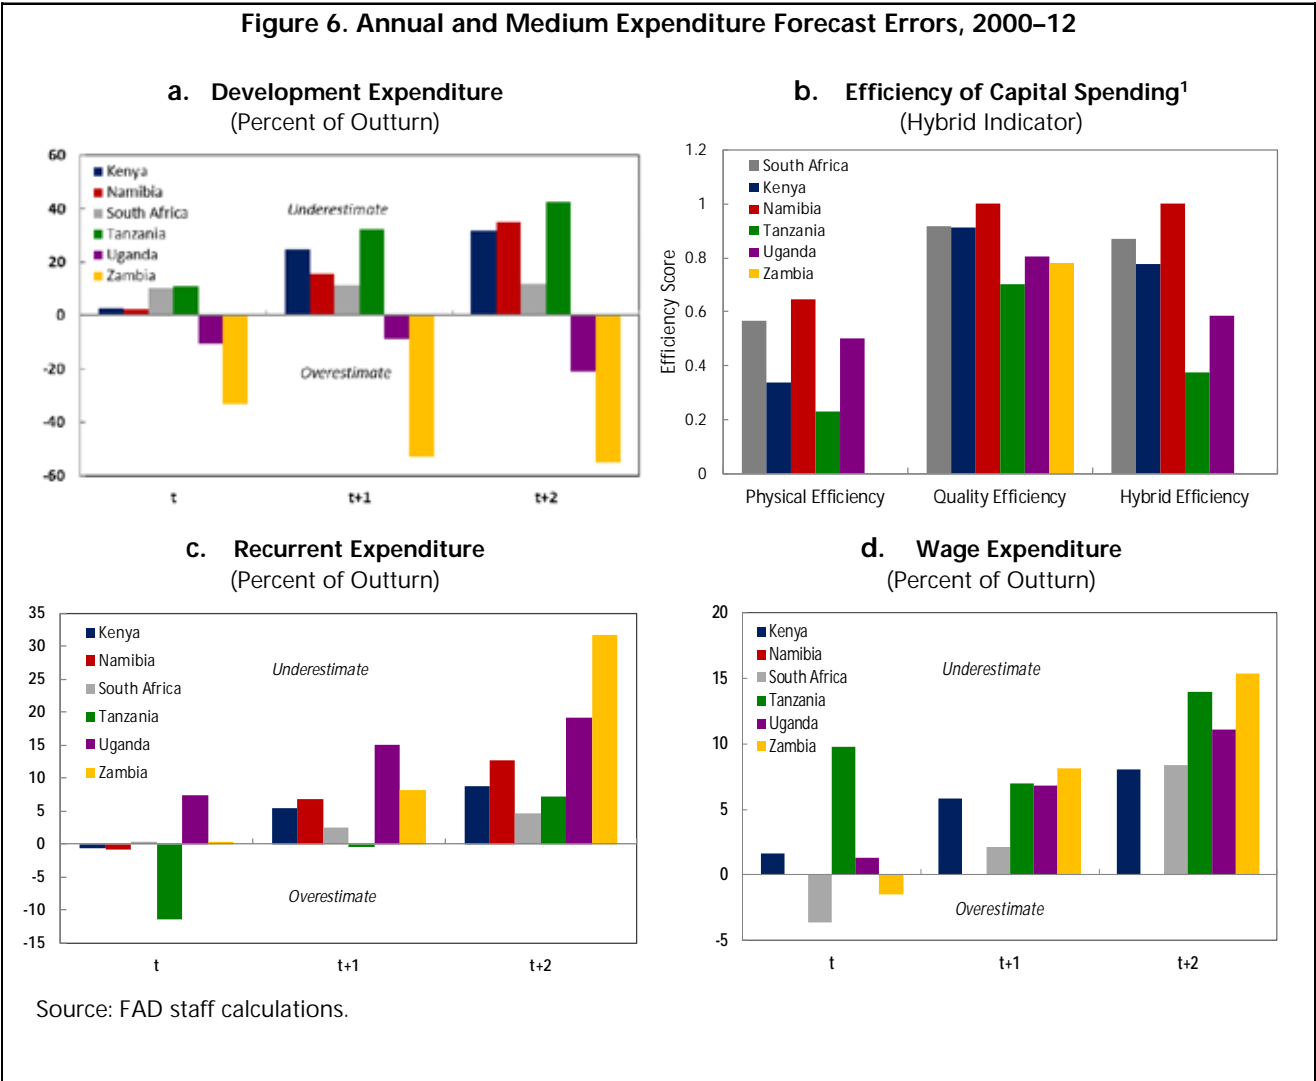 Figure 6. Annual and Medium Expenditure Forecast Errors, 2000–12
a. Development Expenditure
(Percent of Outturn)
60
40
20
0
-20
-40
-60
Kenya
Namibia
South Africa
Tanzania
Uganda
Zambia
Underestimate
Overestimate
t
t+1
t+2
b. Efficiency of Capital Spending1
(Hybrid Indicator)
Efficiency Score
1.2
1
0.8
0.6
0.4
0.2
0
South Africa
Kenya
Namibia
Tanzania
Uganda
Zambia
Physical Efficiency
Quality Efficiency
Hybrid Efficiency
c. Recurrent Expenditure
(Percent of Outturn)
35
30
25
20
15
10
5
0
-5
-10
-15
Kenya
Namibia
South Africa
Tanzania
Uganda
Zambia
Underestimate
Overestimate
t
t+1
t+2
d. Wage Expenditure
(Percent of Outturn)
20
15
10
5
0
-5
Kenya
Namibia
South Africa
Tanzania
Uganda
Zambia
Underestimate
Overestimate
t
t+1
t+2
Source: FAD staff calculations.